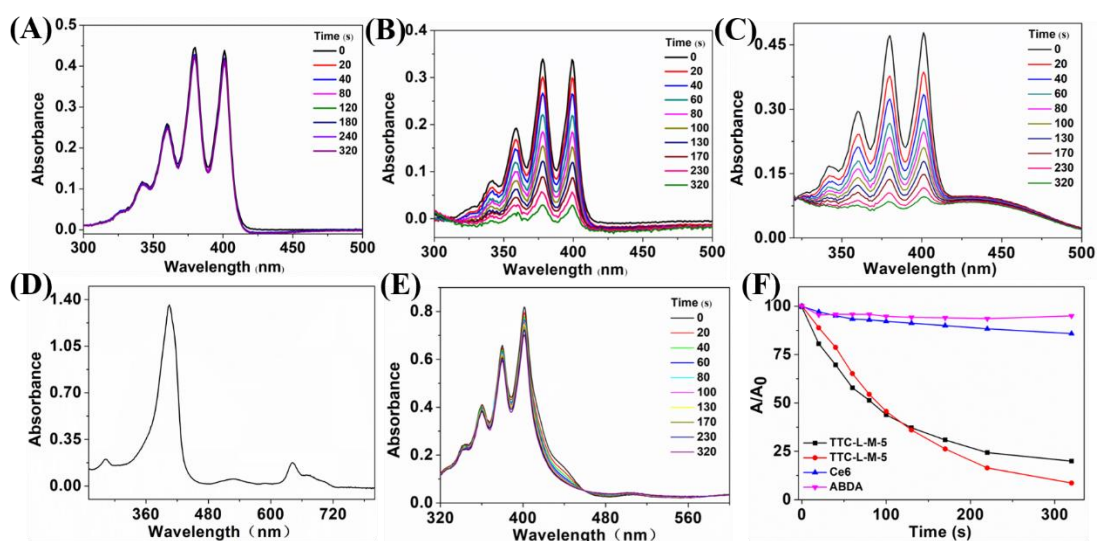 (A)
0.5
0.4
0.3
0.2
0.1
0.0
Absorbance
300 350 400 450 500
Wavelength (nm)
Time (s)
0
20
40
80
120
180
240
320
(B)
0.4
0.3
0.2
0.1
0.0
Absorbance
300 350 400 450 500
Wavelength (nm)
Time (s)
0
20
40
60
80
100
130
170
230
320
(C)
0.45
0.30
0.15
0.00
Absorbance
350 400 450 500
Wavelength (nm)
Time (s)
0
20
40
60
80
100
130
170
230
320
(D)
1.40
1.05
0.70
0.35
0.00
Absorbance
360 480 600 720
Wavelength (nm)
(E)
0.8
0.6
0.4
0.2
0.0
Absorbance
320 400 480 560
Wavelength (nm)
Time (s)
0
20
40
60
80
100
130
170
230
320
(F)
100
75
50
25
0
A/A0
0 100 200 300
Time (s)
TTC-L-M-5
TTC-L-M-5
Ce6
ABDA